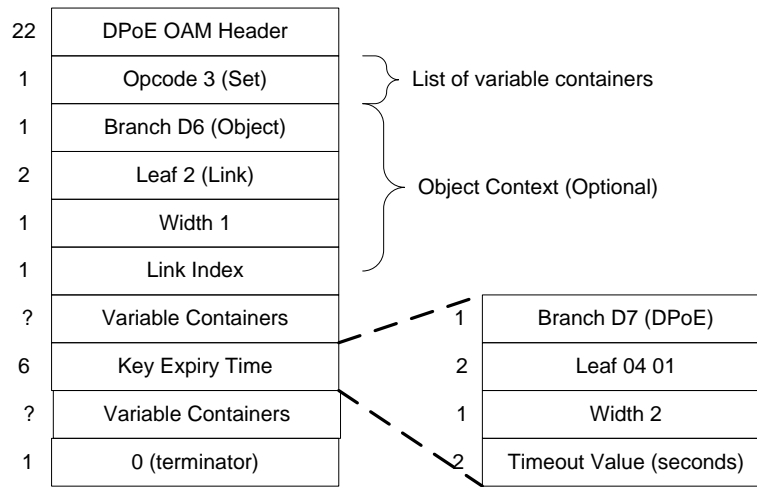 22 DPoE OAM Header
1 Opcode 3 (Set) List of variable containers
1 Branch D6 (Object)
2 Leaf 2 (Link)
Object Context (Optional)
1 Width 1
1 Link Index
? Variable Containers 1 Branch D7 (DPoE)
6 Key Expiry Time 2 Leaf 04 01
? Variable Containers 1 Width 2
1 0 (terminator) 2 Timeout Value (seconds)